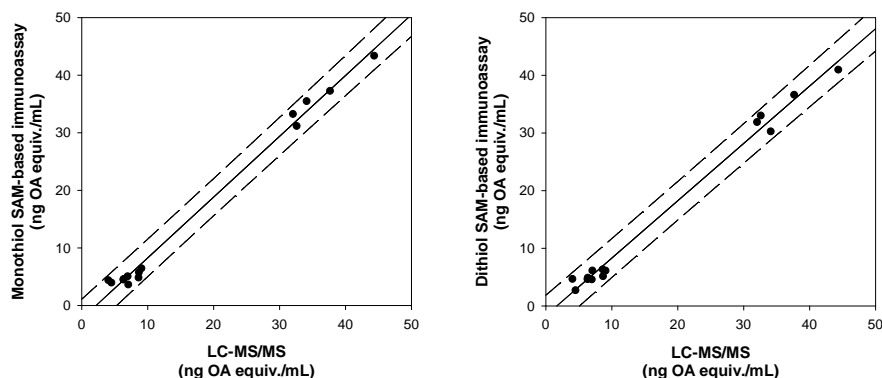 Monothiol SAM-based immunoassay
(ng OA equiv./mL)
50
40
30
20
10
0
0 10 20 30 40 50
LC-MS/MS
(ng OA equiv./mL)
Dithiol SAM-based immunoassay
(ng OA equiv./mL)
50
40
30
20
10
0
0 10 20 30 40 50
LC-MS/MS
(ng OA equiv./mL)